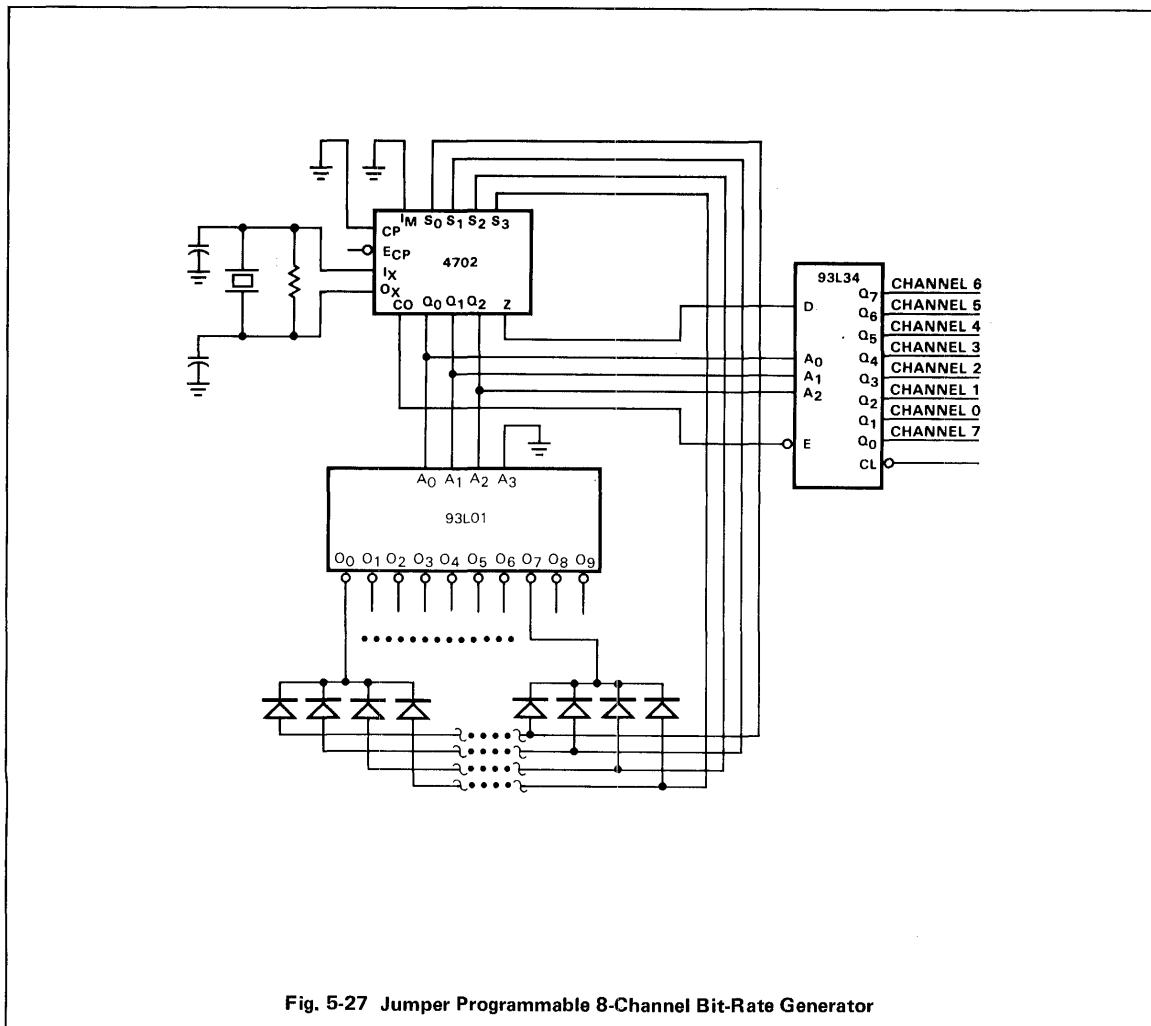 IM S0 S1 S2 S3
CP
ECP
IX
OX
4702
CO Q0 Q1 Q2 Z
93L34
D
A0
A1
A2
E
Q7 CHANNEL 6
Q6 CHANNEL 5
Q5 CHANNEL 4
Q4 CHANNEL 3
Q3 CHANNEL 2
Q2 CHANNEL 1
Q1 CHANNEL 0
Q0 CHANNEL 7
CL
A0 A1 A2 A3
93L01
O0 O1 O2 O3 O4 O5 O6 O7 O8 O9
Fig. 5-27 Jumper Programmable 8-Channel Bit-Rate Generator